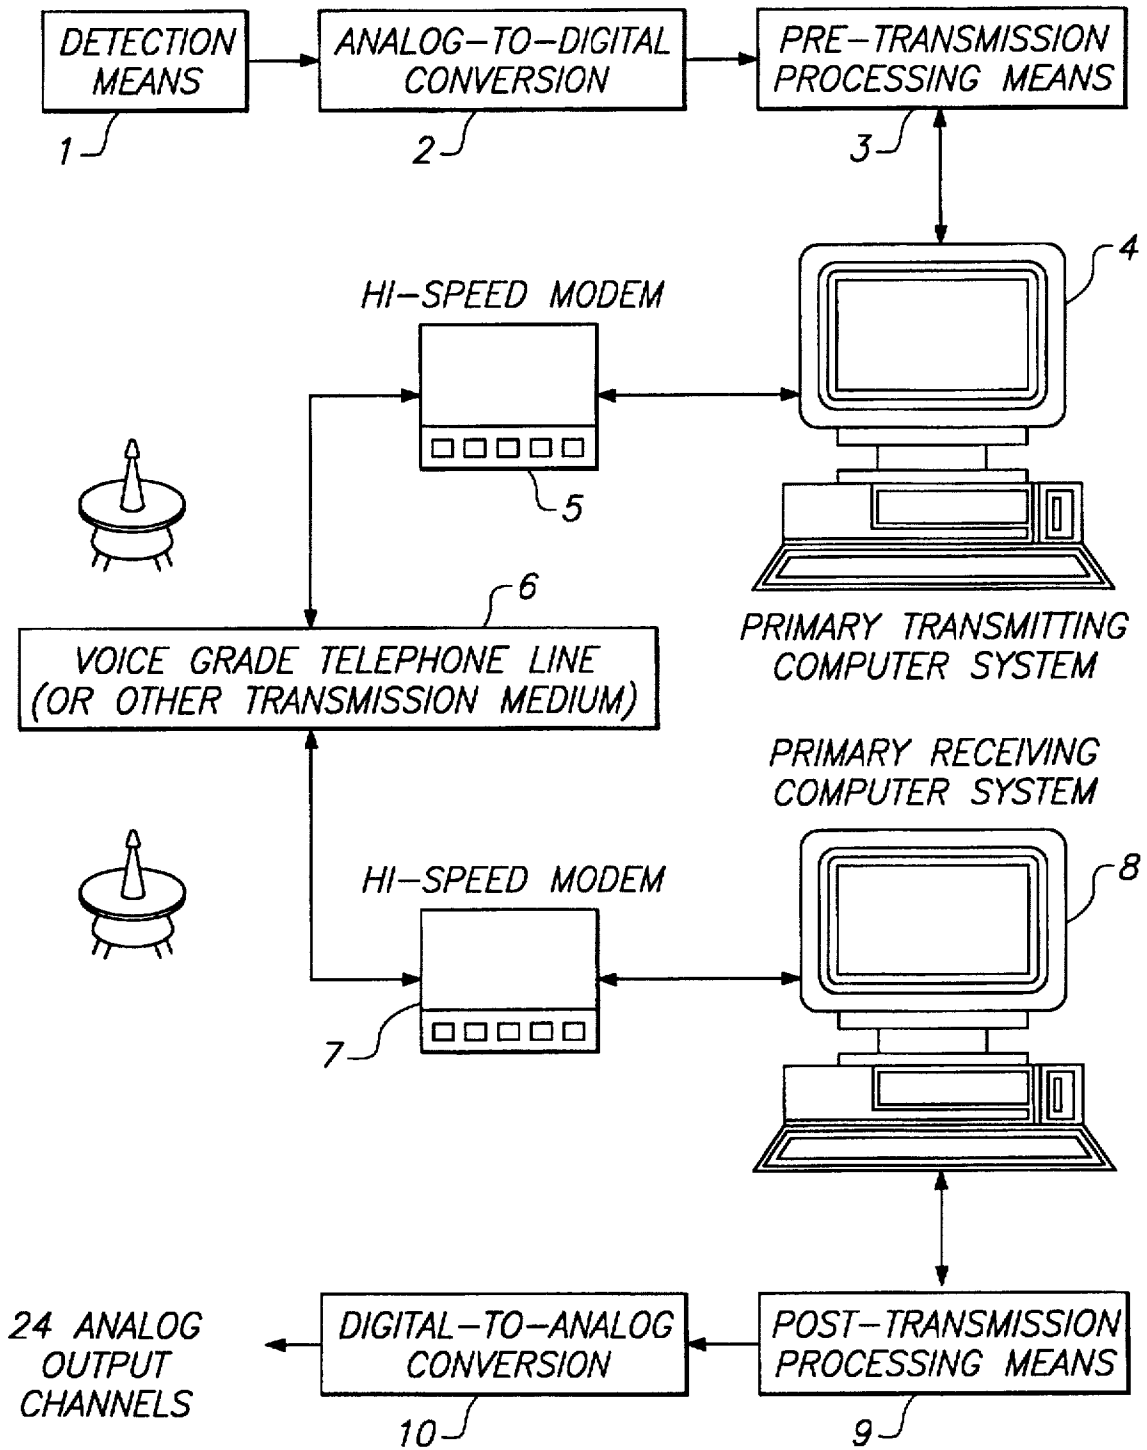 DETECTION
MEANS
1
ANALOG-TO-DIGITAL
CONVERSION
2
PRE-TRANSMISSION
PROCESSING MEANS
3
4
HI-SPEED MODEM
5
PRIMARY TRANSMITTING
COMPUTER SYSTEM
6
VOICE GRADE TELEPHONE LINE
(OR OTHER TRANSMISSION MEDIUM)
PRIMARY RECEIVING
COMPUTER SYSTEM
8
HI-SPEED MODEM
7
24 ANALOG
OUTPUT
CHANNELS
DIGITAL-TO-ANALOG
CONVERSION
10
POST-TRANSMISSION
PROCESSING MEANS
9